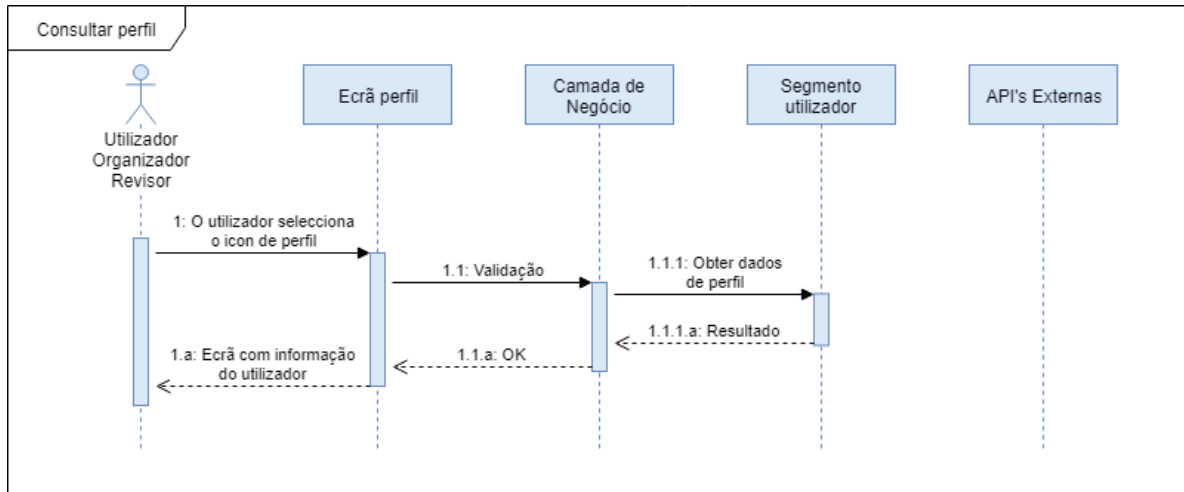 Consultar perfil
Utilizador
Organizador
Revisor
Ecrã perfil
Camada de
Negócio
Segmento
utilizador
API's Externas
1: O utilizador selecciona
o icon de perfil
1.1: Validação
1.1.1: Obter dados
de perfil
1.1.1.a: Resultado
1.1.a: OK
1.a: Ecrã com informação
do utilizador